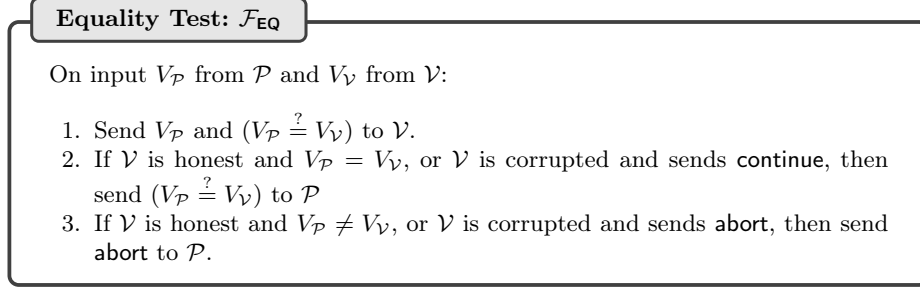 Equality Test: 𝓕_EQ
On input V_𝒫 from 𝒫 and V_𝒱 from 𝒱:
1. Send V_𝒫 and (V_𝒫 ≟ V_𝒱) to 𝒱.
2. If 𝒱 is honest and V_𝒫 = V_𝒱, or 𝒱 is corrupted and sends continue, then
send (V_𝒫 ≟ V_𝒱) to 𝒫
3. If 𝒱 is honest and V_𝒫 ≠ V_𝒱, or 𝒱 is corrupted and sends abort, then send
abort to 𝒫.